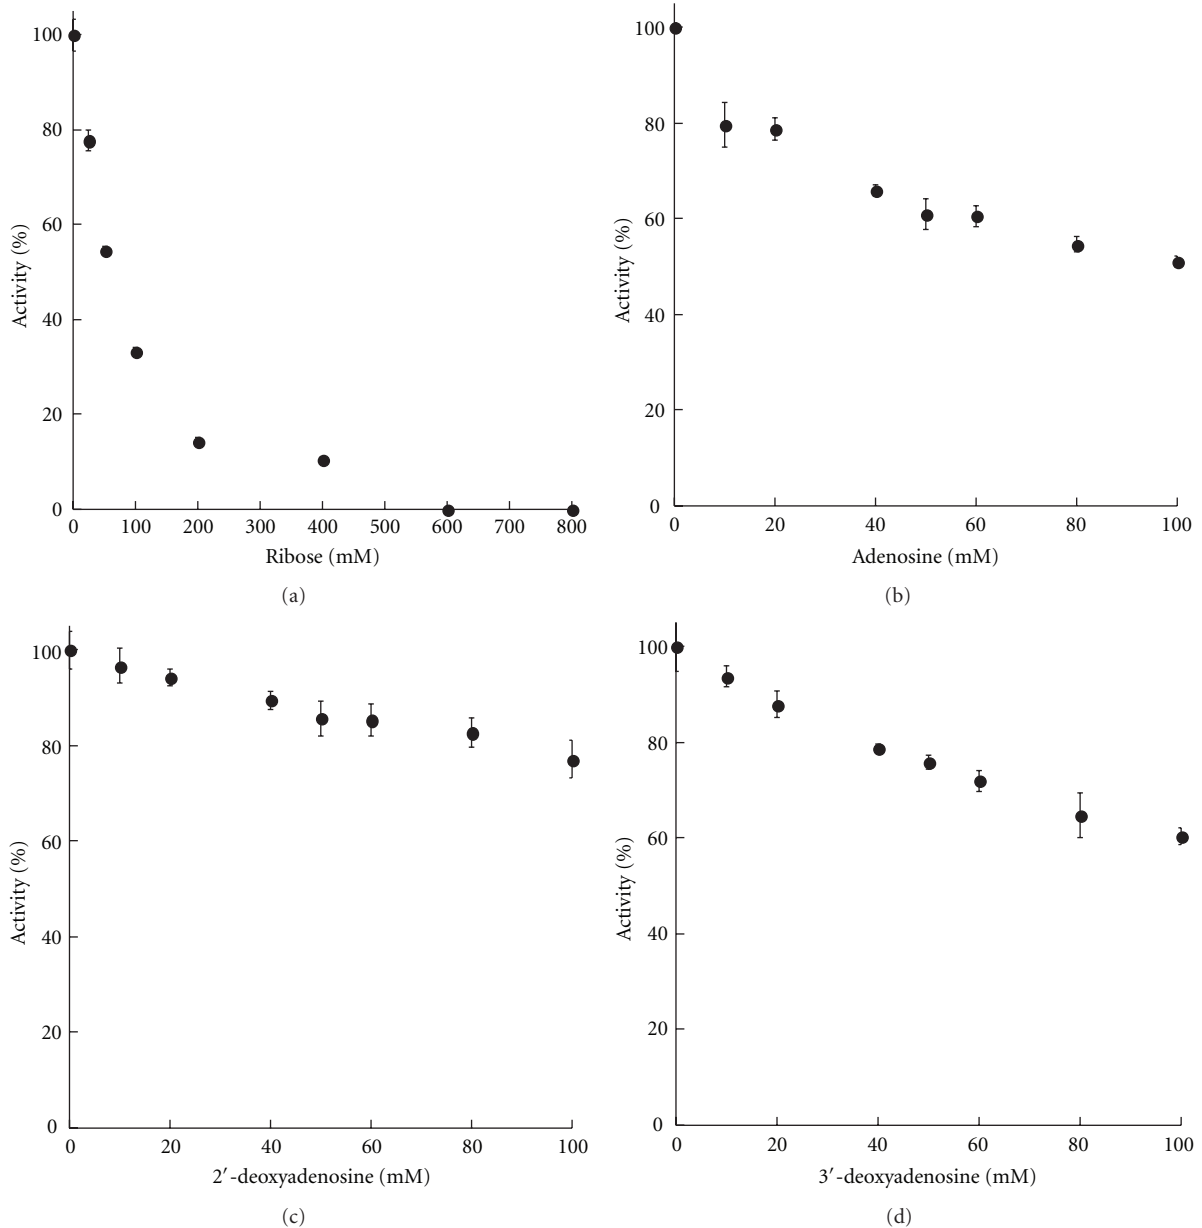 100
80
60
40
20
0
Activity (%)
0 100 200 300 400 500 600 700 800
Ribose (mM)
(a)
100
80
60
40
20
0
Activity (%)
0 20 40 60 80 100
Adenosine (mM)
(b)
100
80
60
40
20
0
Activity (%)
0 20 40 60 80 100
2′-deoxyadenosine (mM)
(c)
100
80
60
40
20
0
Activity (%)
0 20 40 60 80 100
3′-deoxyadenosine (mM)
(d)